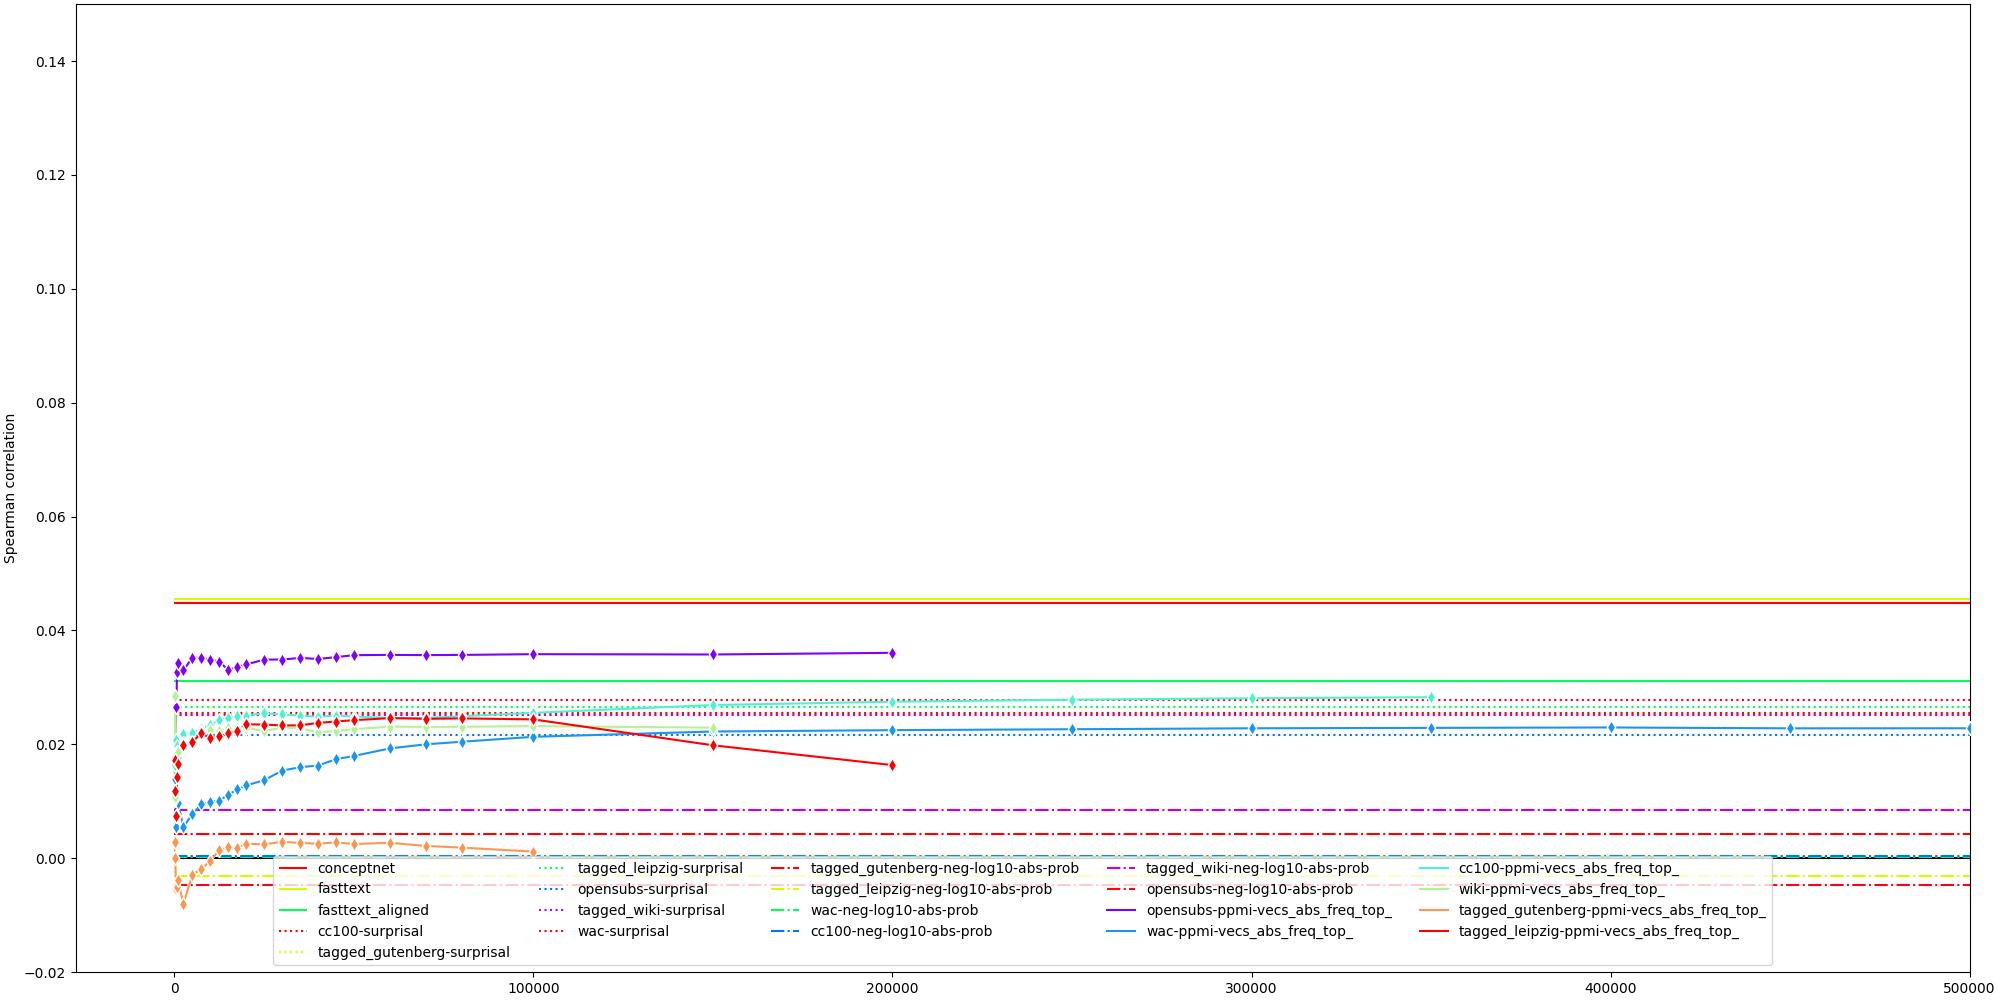 0.14
0.12
0.10
0.08
0.06
0.04
0.02
0.00
−0.02
Spearman correlation
0
100000
200000
300000
400000
500000
conceptnet
fasttext
fasttext_aligned
cc100-surprisal
tagged_gutenberg-surprisal
tagged_leipzig-surprisal
opensubs-surprisal
tagged_wiki-surprisal
wac-surprisal
tagged_gutenberg-neg-log10-abs-prob
tagged_leipzig-neg-log10-abs-prob
wac-neg-log10-abs-prob
cc100-neg-log10-abs-prob
tagged_wiki-neg-log10-abs-prob
opensubs-neg-log10-abs-prob
opensubs-ppmi-vecs_abs_freq_top_
wac-ppmi-vecs_abs_freq_top_
cc100-ppmi-vecs_abs_freq_top_
wiki-ppmi-vecs_abs_freq_top_
tagged_gutenberg-ppmi-vecs_abs_freq_top_
tagged_leipzig-ppmi-vecs_abs_freq_top_